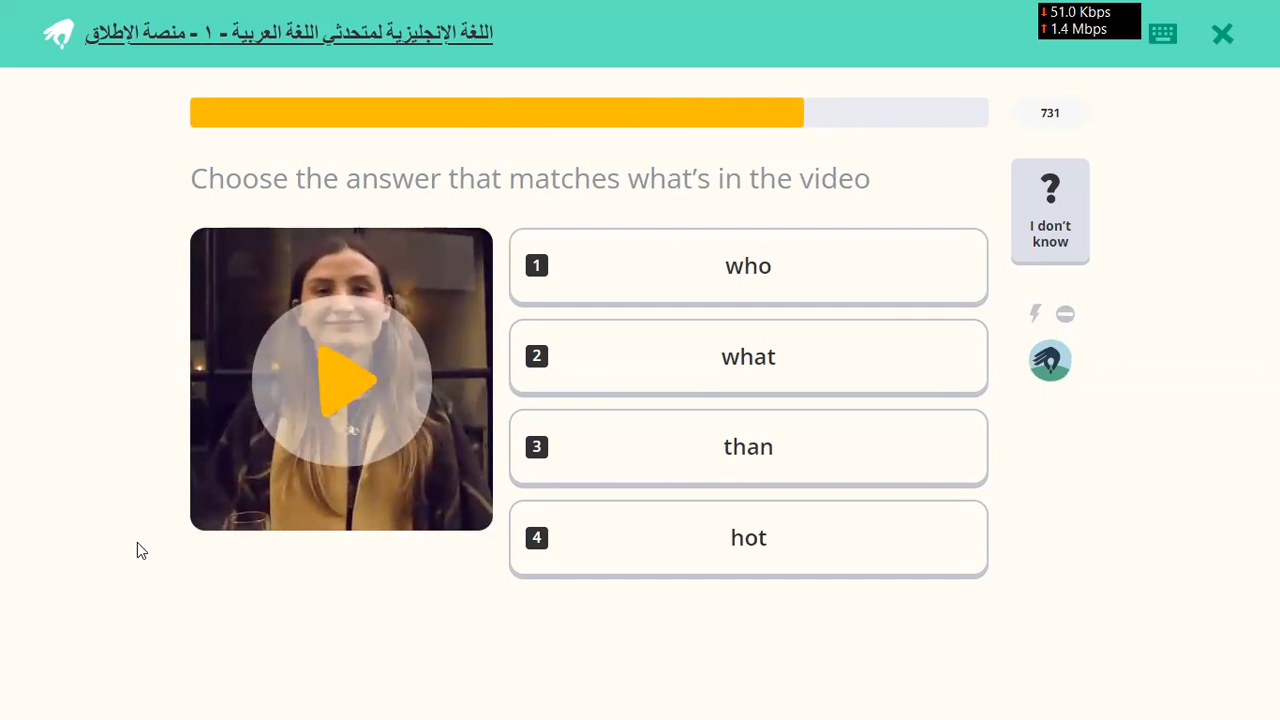 اللغة الإنجليزية لمتحدثي اللغة العربية - ١ - منصة الإطلاق
51.0 Kbps
1.4 Mbps
731
Choose the answer that matches what's in the video
?
I don't
know
1 who
2 what
3 than
4 hot